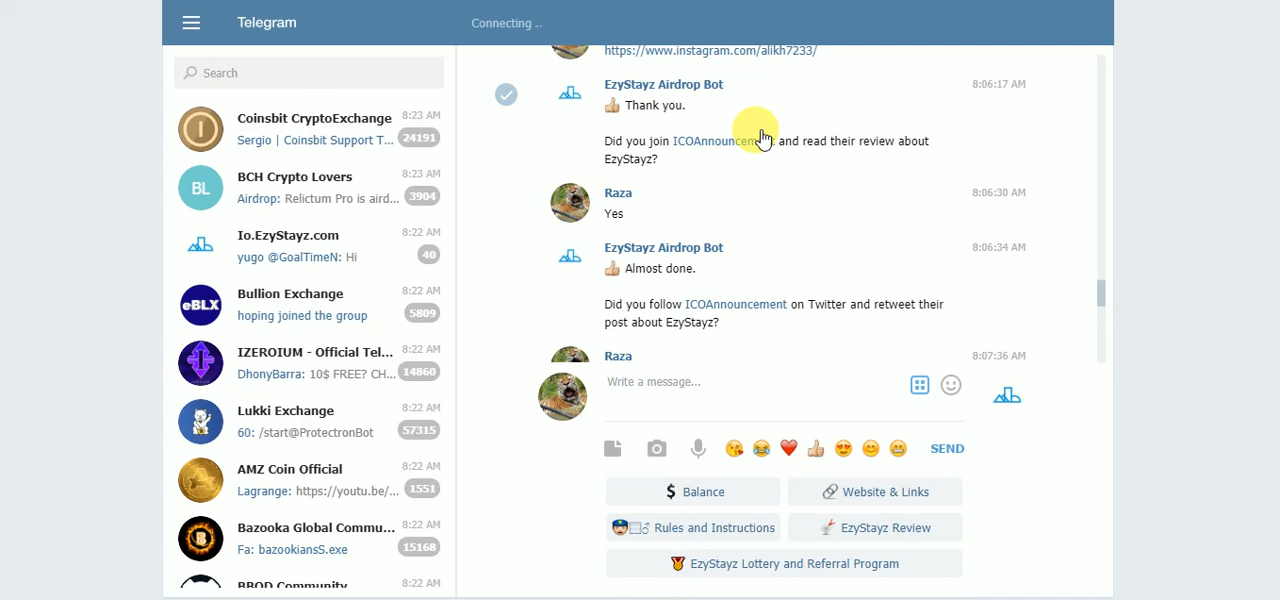 Telegram
Connecting ...
Search
Coinsbit CryptoExchange 8:23 AM
Sergio | Coinsbit Support T... 24191
BL BCH Crypto Lovers 8:23 AM
Airdrop: Relictum Pro is aird... 3904
Io.EzyStayz.com 8:22 AM
yugo @GoalTimeN: Hi 40
eBLX Bullion Exchange 8:22 AM
hoping joined the group 5809
IZEROIUM - Official Tel... 8:22 AM
DhonyBarra: 10$ FREE? CH... 14860
Lukki Exchange 8:22 AM
60: /start@ProtectronBot 57315
AMZ Coin Official 8:22 AM
Lagrange: https://youtu.be/... 1551
Bazooka Global Commu... 8:22 AM
Fa: bazookiansS.exe 15168
BBOD Community 8:22 AM
https://www.instagram.com/alikh7233/
EzyStayz Airdrop Bot 8:06:17 AM
Thank you.
Did you join ICOAnnouncement and read their review about
EzyStayz?
Raza 8:06:30 AM
Yes
EzyStayz Airdrop Bot 8:06:34 AM
Almost done.
Did you follow ICOAnnouncement on Twitter and retweet their
post about EzyStayz?
Raza 8:07:36 AM
Write a message...
SEND
$ Balance
Website & Links
Rules and Instructions
EzyStayz Review
EzyStayz Lottery and Referral Program